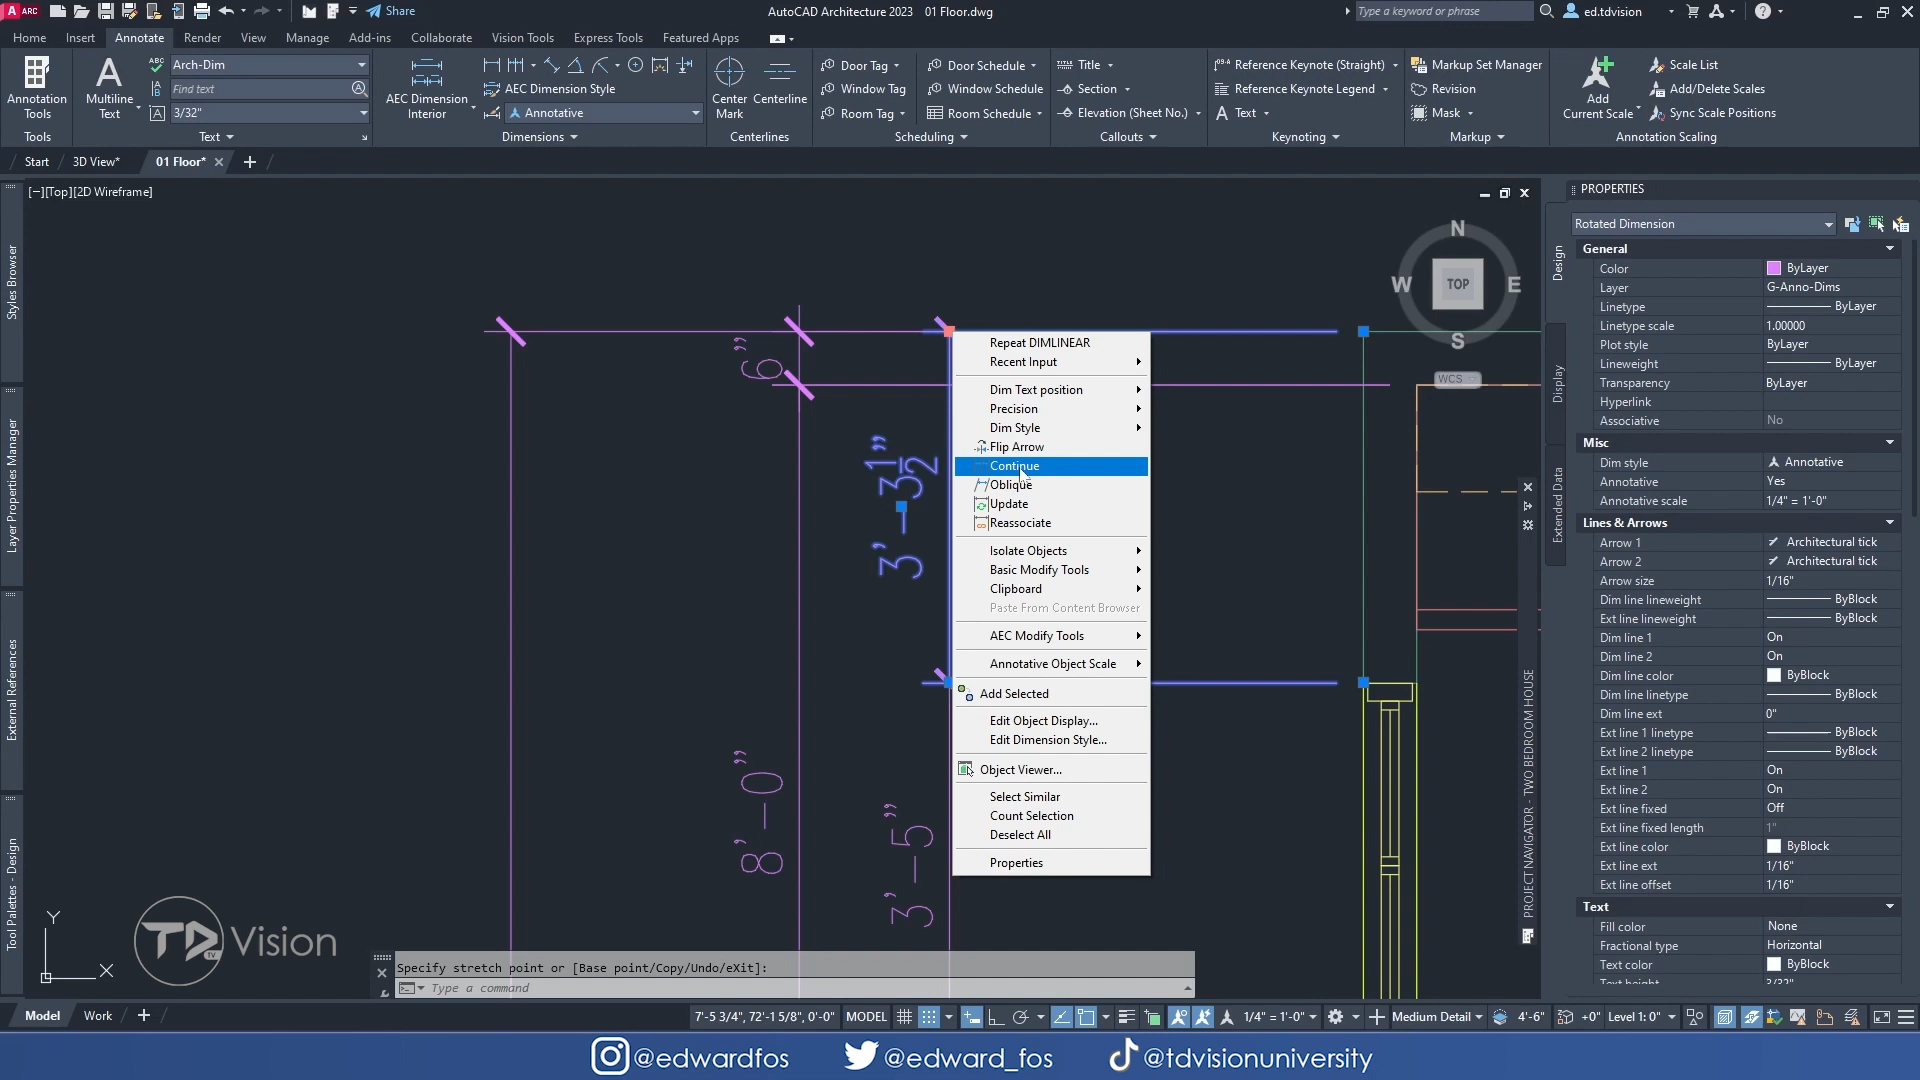 A ARC
Share
AutoCAD Architecture 2023 01 Floor.dwg
Type a keyword or phrase
ed.tdvision
Home Insert Annotate Render View Manage Add-ins Collaborate Vision Tools Express Tools Featured Apps
Annotation Tools
Tools
Multiline Text
Arch-Dim
Find text
3/32"
Text
AEC Dimension Interior
AEC Dimension Style
Annotative
Dimensions
Center Mark
Centerline
Centerlines
Door Tag
Window Tag
Room Tag
Door Schedule
Window Schedule
Room Schedule
Scheduling
Title
Section
Elevation (Sheet No.)
Callouts
Reference Keynote (Straight)
Reference Keynote Legend
A Text
Keynoting
Markup Set Manager
Revision
Mask
Markup
Add Current Scale
Scale List
Add/Delete Scales
Sync Scale Positions
Annotation Scaling
Start 3D View* 01 Floor*
[−][Top][2D Wireframe]
Styles Browser
Layer Properties Manager
External References
Tool Palettes - Design
6"
3'-3 1/2"
8'-0"
3'-5"
Repeat DIMLINEAR
Recent Input
Dim Text position
Precision
Dim Style
Flip Arrow
Continue
Oblique
Update
Reassociate
Isolate Objects
Basic Modify Tools
Clipboard
Paste From Content Browser
AEC Modify Tools
Annotative Object Scale
Add Selected
Edit Object Display...
Edit Dimension Style...
Object Viewer...
Select Similar
Count Selection
Deselect All
Properties
N
W TOP E
S
WCS
PROJECT NAVIGATOR - TWO BEDROOM HOUSE
Design
Display
Extended Data
PROPERTIES
Rotated Dimension
General
Color ByLayer
Layer G-Anno-Dims
Linetype ByLayer
Linetype scale 1.00000
Plot style ByLayer
Lineweight ByLayer
Transparency ByLayer
Hyperlink
Associative No
Misc
Dim style Annotative
Annotative Yes
Annotative scale 1/4" = 1'-0"
Lines & Arrows
Arrow 1 Architectural tick
Arrow 2 Architectural tick
Arrow size 1/16"
Dim line lineweight ByBlock
Ext line lineweight ByBlock
Dim line 1 On
Dim line 2 On
Dim line color ByBlock
Dim line linetype ByBlock
Dim line ext 0"
Ext line 1 linetype ByBlock
Ext line 2 linetype ByBlock
Ext line 1 On
Ext line 2 On
Ext line fixed Off
Ext line fixed length 1"
Ext line color ByBlock
Ext line ext 1/16"
Ext line offset 1/16"
Text
Fill color None
Fractional type Horizontal
Text color ByBlock
Text height 3/32"
Y
X
TD TV Vision
Specify stretch point or [Base point/Copy/Undo/eXit]:
Type a command
Model Work
7'-5 3/4", 72'-1 5/8", 0'-0" MODEL 1/4" = 1'-0" Medium Detail 4'-6" +0" Level 1: 0"
@edwardfos @edward_fos @tdvisionuniversity